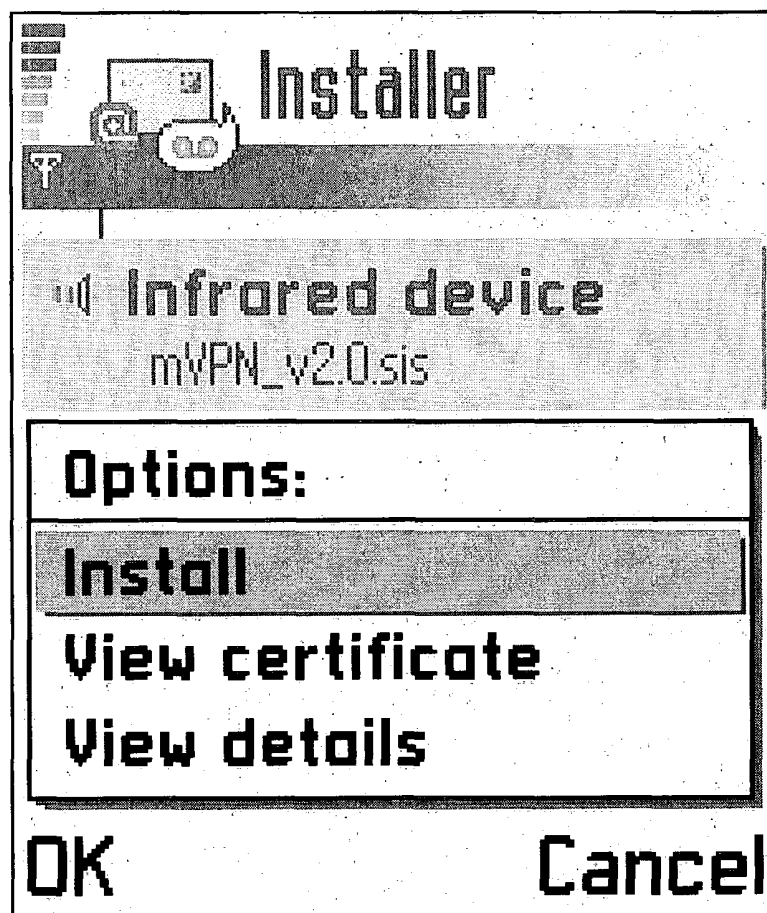 Installer
Infrared device
mVPN_v2.0.sis
Options:
Install
View certificate
View details
OK
Cancel